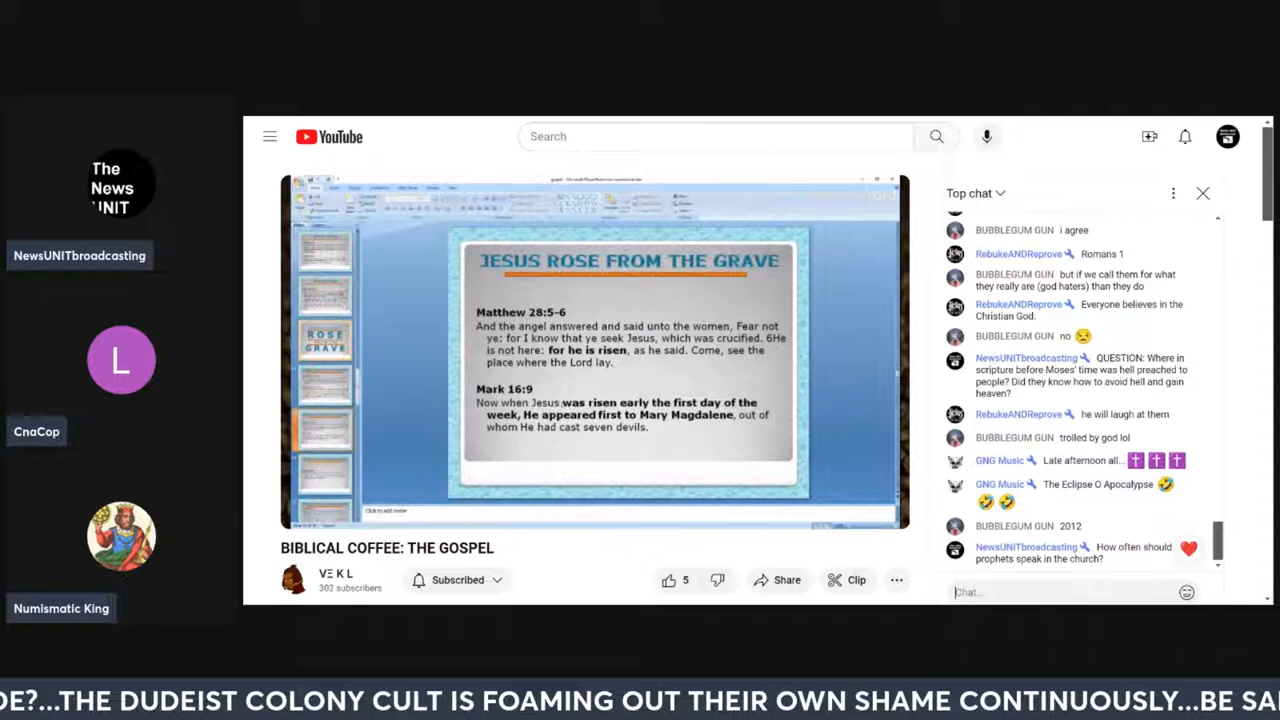 The
News
UNIT
NewsUNITbroadcasting
L
CnnCop
Numismatic King
YouTube
Search
JESUS ROSE FROM THE GRAVE
Matthew 28:5-6
And the angel answered and said unto the women, Fear not
ye: for I know that ye seek Jesus, which was crucified. 6He
is not here: for he is risen, as he said. Come, see the
place where the Lord lay.
Mark 16:9
Now when Jesus was risen early the first day of the
week, He appeared first to Mary Magdalene, out of
whom He had cast seven devils.
ROSE
GRAVE
Click to add notes
BIBLICAL COFFEE: THE GOSPEL
VΞ K L
302 subscribers
Subscribed
5
Share
Clip
Top chat
BUBBLEGUM GUN i agree
RebukeANDReprove Romans 1
BUBBLEGUM GUN but if we call them for what
they really are (god haters) than they do
RebukeANDReprove Everyone believes in the
Christian God.
BUBBLEGUM GUN no 😒
NewsUNITbroadcasting QUESTION: Where in
scripture before Moses' time was hell preached to
people? Did they know how to avoid hell and gain
heaven?
RebukeANDReprove he will laugh at them
BUBBLEGUM GUN trolled by god lol
GNG Music Late afternoon all... ✝️✝️✝️
GNG Music The Eclipse O Apocalypse 🤣
🤣 🤣
BUBBLEGUM GUN 2012
NewsUNITbroadcasting How often should
prophets speak in the church?
Chat...
DE?...THE DUDEIST COLONY CULT IS FOAMING OUT THEIR OWN SHAME CONTINUOUSLY...BE SA